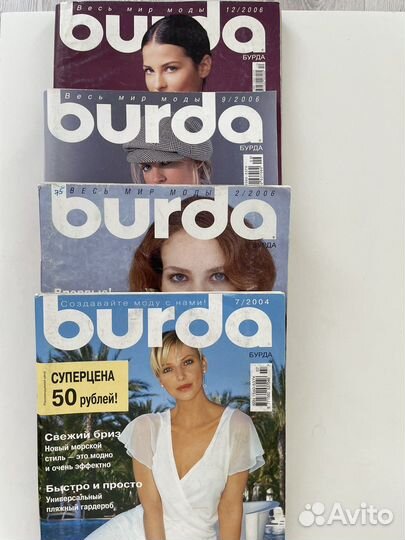 Весь мир моды 12/2006
burda
БУРДА
Весь мир моды 9/2006
burda
БУРДА
75 Весь мир моды 2/2006
burda
БУРДА
Впервые!
Создавайте моду с нами! 7/2004
burda
БУРДА
СУПЕРЦЕНА
50 рублей!
Свежий бриз
Новый морской
стиль — это модно
и очень эффектно
Быстро и просто
Универсальный
пляжный гардероб
Avito